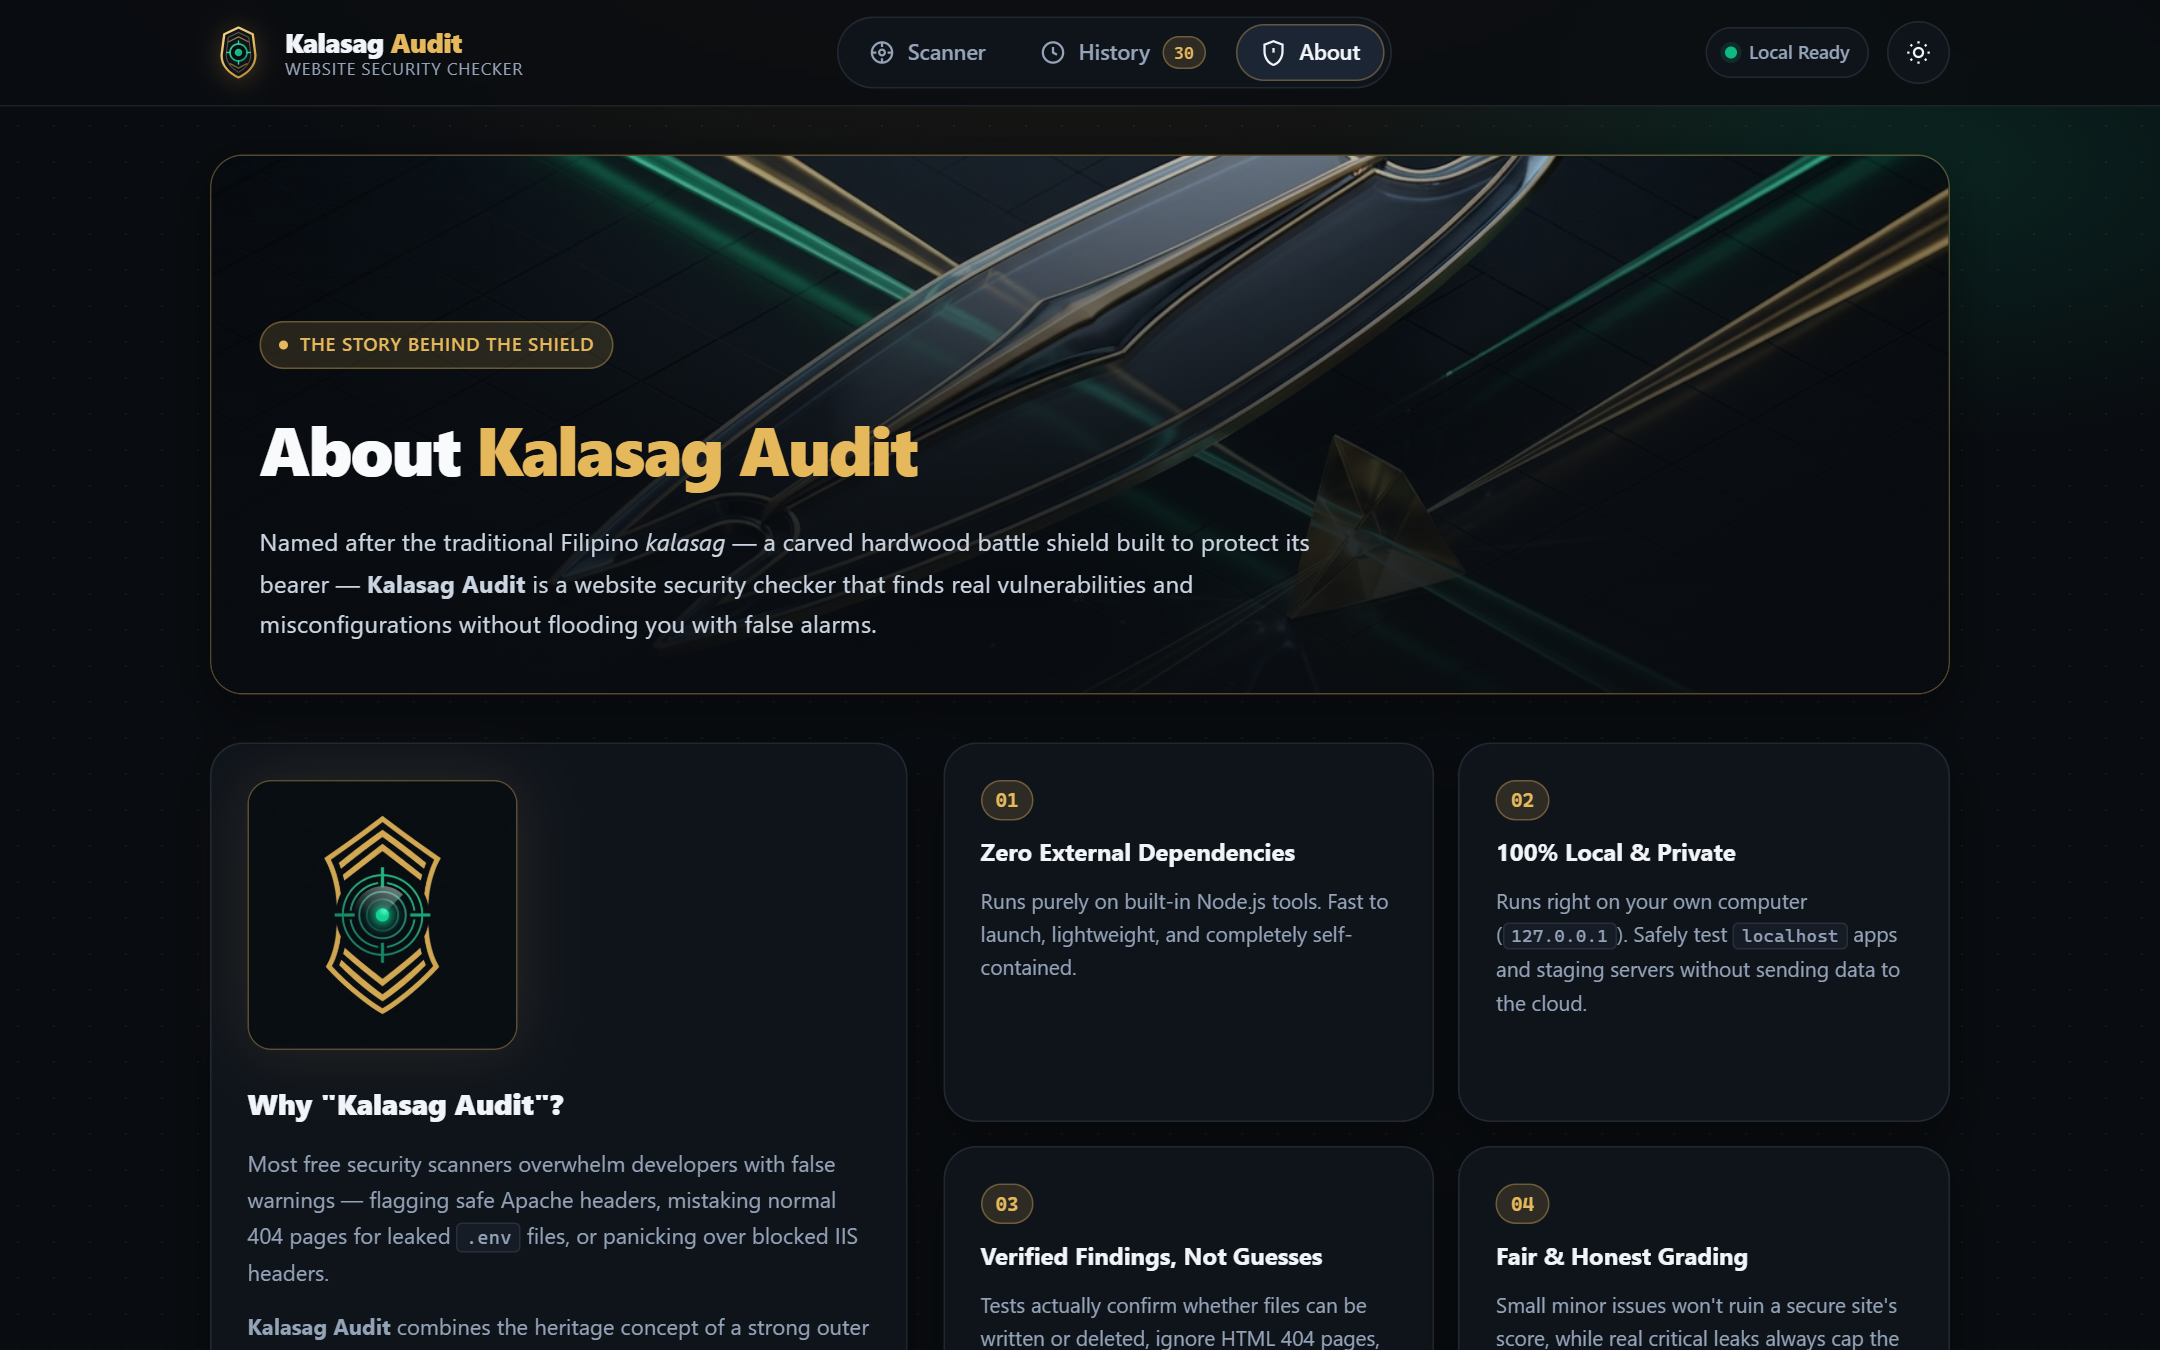 Kalasag Audit
WEBSITE SECURITY CHECKER
Scanner
History 30
About
Local Ready
THE STORY BEHIND THE SHIELD
About Kalasag Audit
Named after the traditional Filipino kalasag — a carved hardwood battle shield built to protect its
bearer — Kalasag Audit is a website security checker that finds real vulnerabilities and
misconfigurations without flooding you with false alarms.
Why "Kalasag Audit"?
Most free security scanners overwhelm developers with false
warnings — flagging safe Apache headers, mistaking normal
404 pages for leaked .env files, or panicking over blocked IIS
headers.
Kalasag Audit combines the heritage concept of a strong outer
01
Zero External Dependencies
Runs purely on built-in Node.js tools. Fast to
launch, lightweight, and completely self-
contained.
02
100% Local & Private
Runs right on your own computer
(127.0.0.1). Safely test localhost apps
and staging servers without sending data to
the cloud.
03
Verified Findings, Not Guesses
Tests actually confirm whether files can be
written or deleted, ignore HTML 404 pages,
04
Fair & Honest Grading
Small minor issues won't ruin a secure site's
score, while real critical leaks always cap the